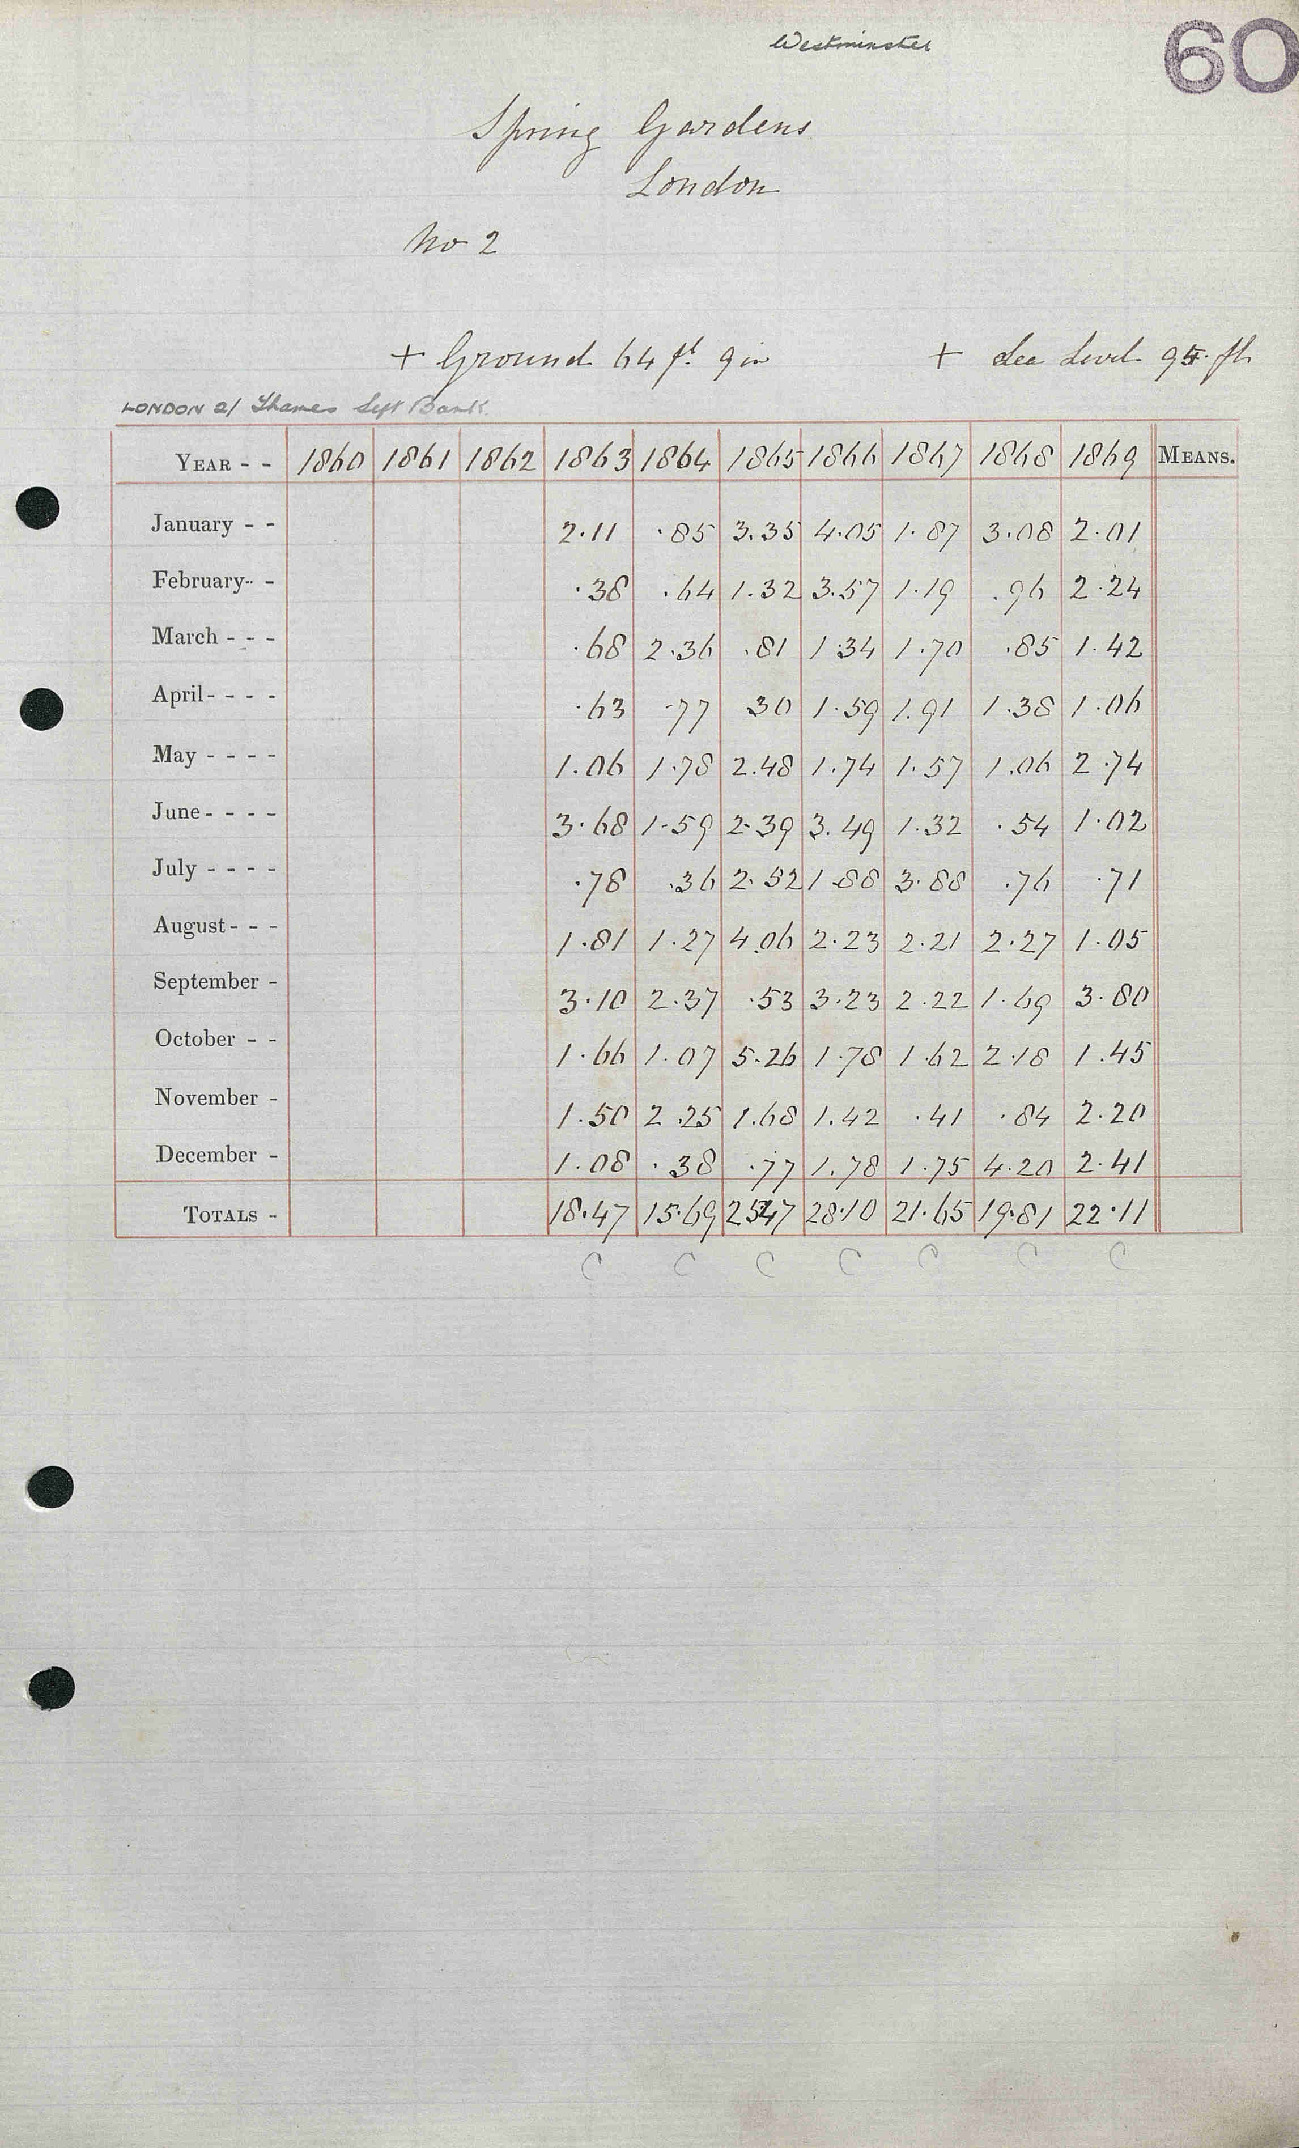 Westminster
60
Spring Gardens
London
No 2
+ Ground 64 ft 9 in + Sea Level 95 ft
LONDON a/ Thames Left Bank
YEAR - - 1860 1861 1862 1863 1864 1865 1866 1867 1868 1869 MEANS.
January - - 2.11 .85 3.35 4.05 1.87 3.08 2.01
February- - .38 .64 1.32 3.57 1.19 .96 2.24
March - - - .68 2.36 .81 1.34 1.70 .85 1.42
April- - - - .63 .77 30 1.59 1.91 1.38 1.06
May - - - - 1.06 1.78 2.48 1.74 1.57 1.06 2.74
June- - - - 3.68 1.59 2.39 3.49 1.32 .54 1.02
July - - - - .78 .36 2.52 1.88 3.88 .76 .71
August- - - 1.81 1.27 4.06 2.23 2.21 2.27 1.05
September - 3.10 2.37 .53 3.23 2.22 1.69 3.80
October - - 1.66 1.07 5.26 1.78 1.62 2.18 1.45
November - 1.50 2.25 1.68 1.42 .41 .84 2.20
December - 1.08 .38 .77 1.78 1.75 4.20 2.41
TOTALS - 18.47 15.69 25.47 28.10 21.65 19.81 22.11
C C C C C C C